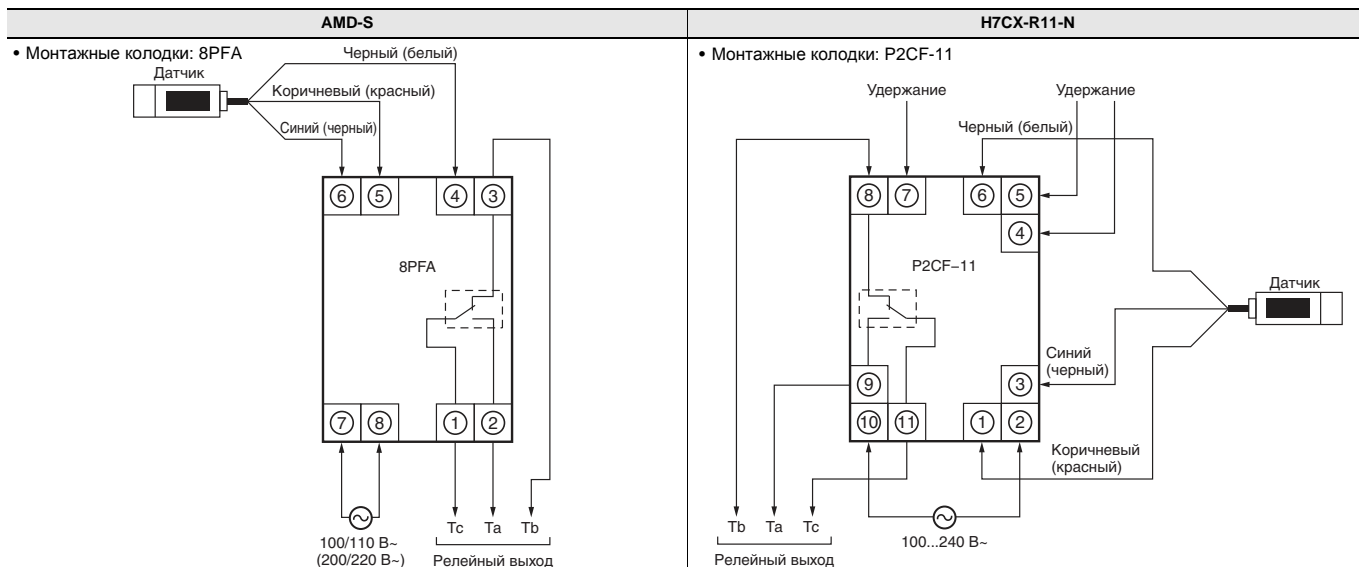 AMD-S
• Монтажные колодки: 8PFA
Датчик
Черный (белый)
Коричневый (красный)
Синий (черный)
6 5 4 3
8PFA
7 8 1 2
100/110 В~
(200/220 В~)
Tc Ta Tb
Релейный выход
H7CX-R11-N
• Монтажные колодки: P2CF-11
Удержание Удержание
Черный (белый)
8 7 6 5
4
P2CF–11
Датчик
Синий
(черный)
9 3
10 11 1 2
Коричневый
(красный)
Tb Ta Tc
100...240 В~
Релейный выход